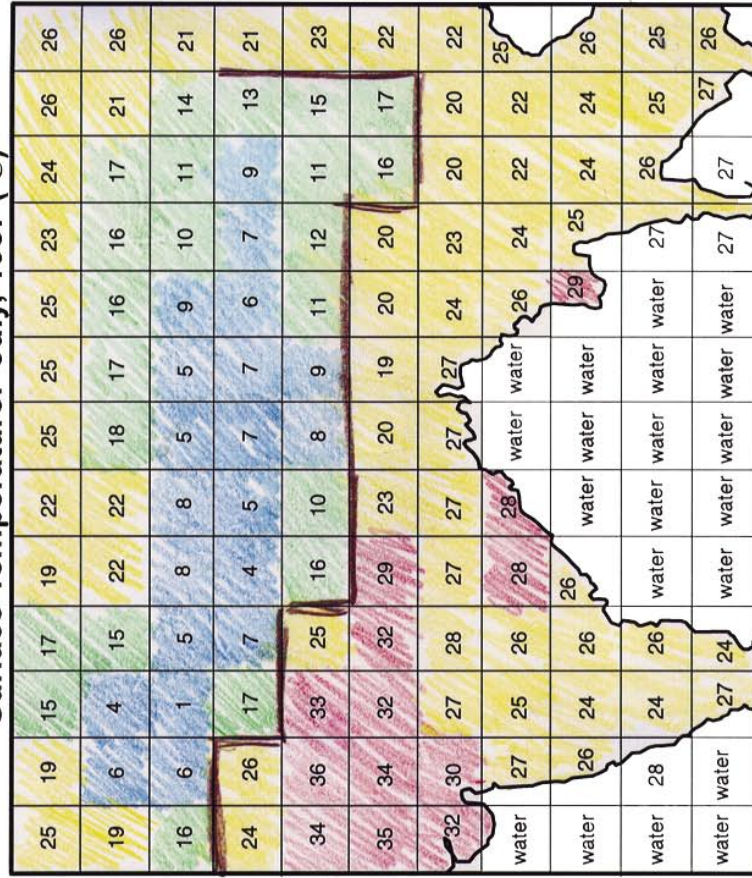 25 19 15 17 19 22 25 25 25 23 24 26 26
19 6 4 15 22 22 18 17 16 16 17 21 26
16 6 1 5 8 8 5 5 9 10 11 14 21
24 26 17 7 4 5 7 7 6 7 9 13 21
34 36 33 25 16 10 8 9 11 12 11 15 23
35 34 32 32 29 23 20 19 20 20 16 17 22
32 30 27 28 27 27 27 27 24 23 20 20 22
water 27 25 26 28 28 water water 26 24 22 22 25
water 26 24 26 26 water water water 29 25 24 24 26
water 28 24 26 water water water water water 27 26 25 25
water water 27 24 water water water water water 27 27 27 26